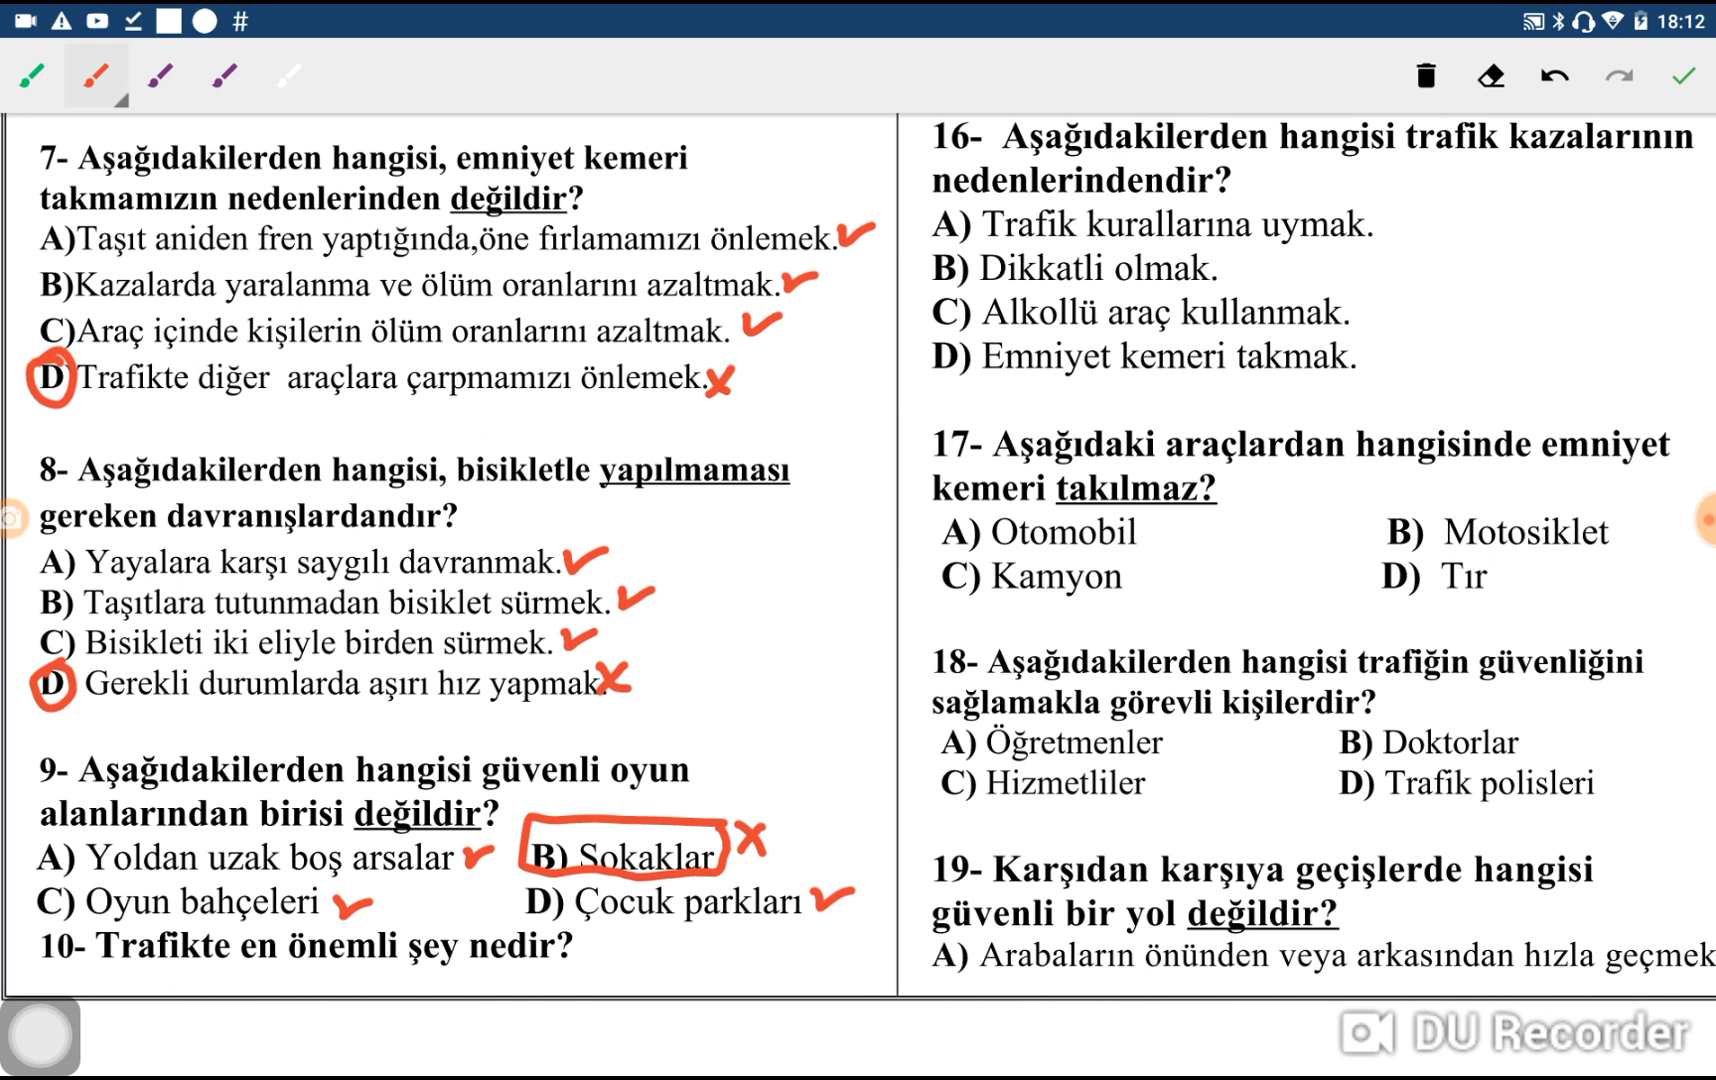 #
18:12
7- Aşağıdakilerden hangisi, emniyet kemeri
takmamızın nedenlerinden değildir?
A)Taşıt aniden fren yaptığında,öne fırlamamızı önlemek.
B)Kazalarda yaralanma ve ölüm oranlarını azaltmak.
C)Araç içinde kişilerin ölüm oranlarını azaltmak.
D)Trafikte diğer araçlara çarpmamızı önlemek.
8- Aşağıdakilerden hangisi, bisikletle yapılmaması
gereken davranışlardandır?
A) Yayalara karşı saygılı davranmak.
B) Taşıtlara tutunmadan bisiklet sürmek.
C) Bisikleti iki eliyle birden sürmek.
D) Gerekli durumlarda aşırı hız yapmak.
9- Aşağıdakilerden hangisi güvenli oyun
alanlarından birisi değildir?
A) Yoldan uzak boş arsalar B) Sokaklar
C) Oyun bahçeleri D) Çocuk parkları
10- Trafikte en önemli şey nedir?
16- Aşağıdakilerden hangisi trafik kazalarının
nedenlerindendir?
A) Trafik kurallarına uymak.
B) Dikkatli olmak.
C) Alkollü araç kullanmak.
D) Emniyet kemeri takmak.
17- Aşağıdaki araçlardan hangisinde emniyet
kemeri takılmaz?
A) Otomobil B) Motosiklet
C) Kamyon D) Tır
18- Aşağıdakilerden hangisi trafiğin güvenliğini
sağlamakla görevli kişilerdir?
A) Öğretmenler B) Doktorlar
C) Hizmetliler D) Trafik polisleri
19- Karşıdan karşıya geçişlerde hangisi
güvenli bir yol değildir?
A) Arabaların önünden veya arkasından hızla geçmek
DU Recorder